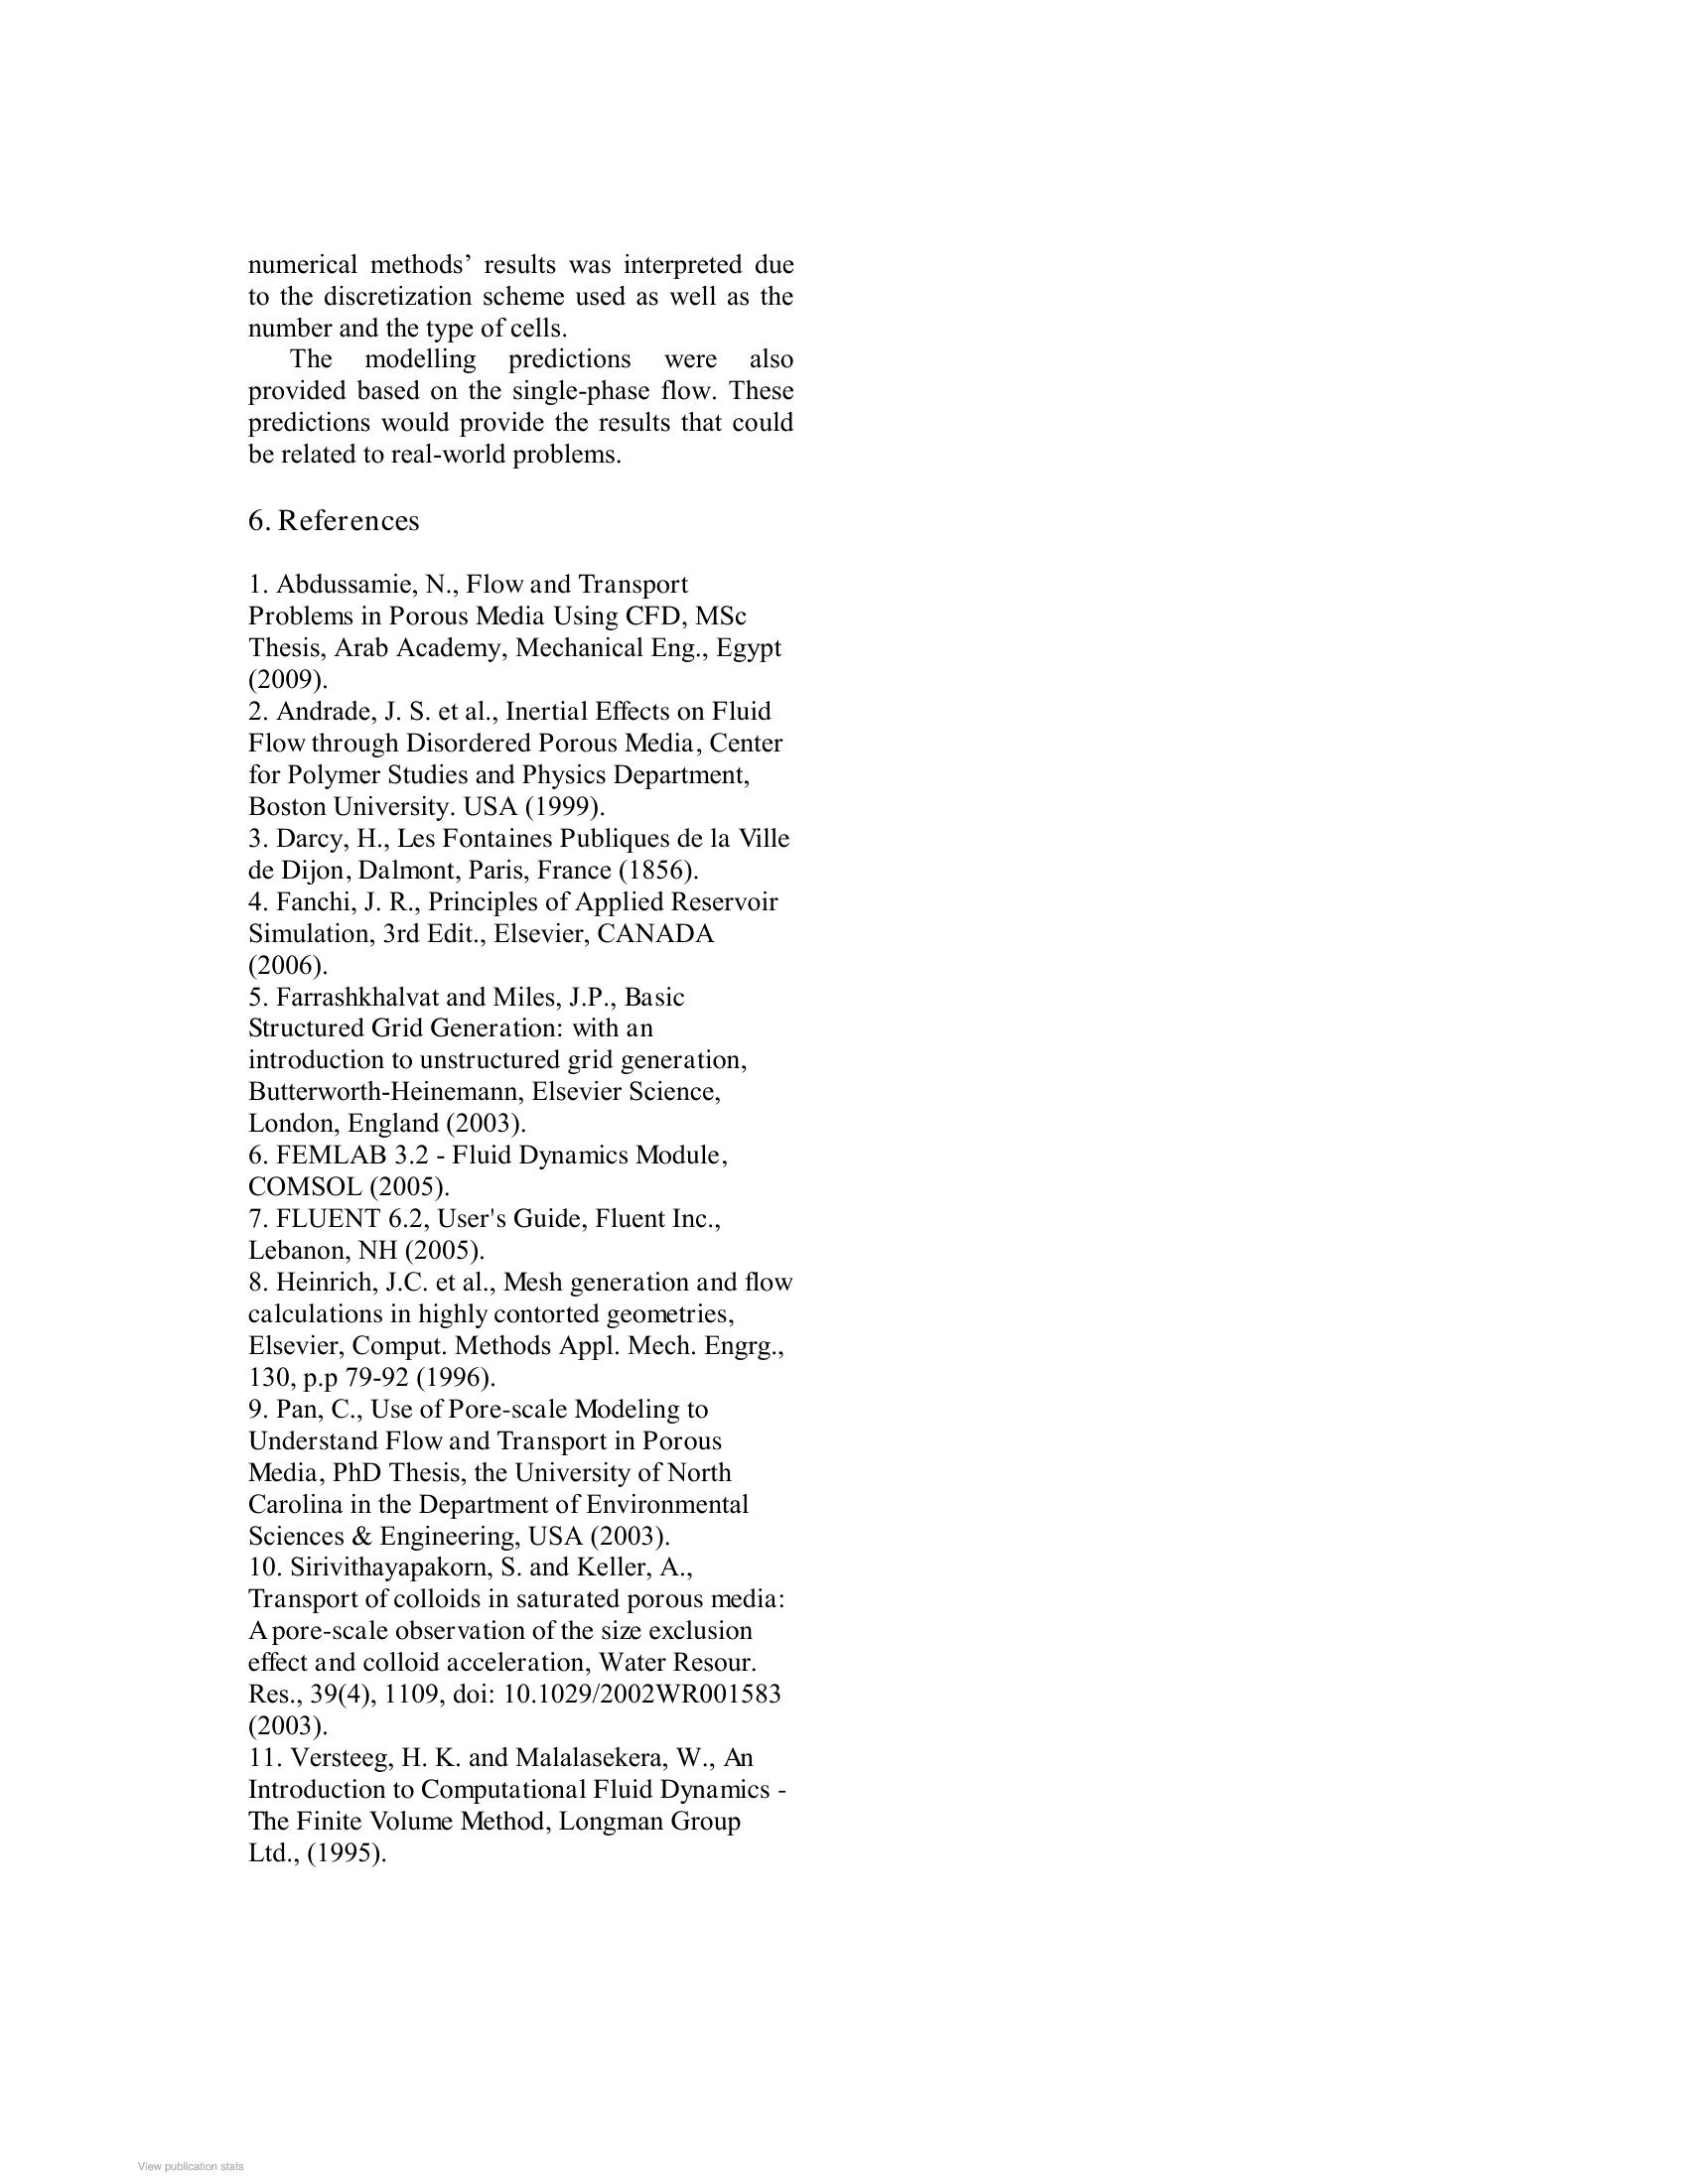 numerical methods’ results was interpreted due
to the discretization scheme used as well as the
number and the type of cells.
The modelling predictions were also
provided based on the single-phase flow. These
predictions would provide the results that could
be related to real-world problems.
6. References
1. Abdussamie, N., Flow and Transport
Problems in Porous Media Using CFD, MSc
Thesis, Arab Academy, Mechanical Eng., Egypt
(2009).
2. Andrade, J. S. et al., Inertial Effects on Fluid
Flow through Disordered Porous Media, Center
for Polymer Studies and Physics Department,
Boston University. USA (1999).
3. Darcy, H., Les Fontaines Publiques de la Ville
de Dijon, Dalmont, Paris, France (1856).
4. Fanchi, J. R., Principles of Applied Reservoir
Simulation, 3rd Edit., Elsevier, CANADA
(2006).
5. Farrashkhalvat and Miles, J.P., Basic
Structured Grid Generation: with an
introduction to unstructured grid generation,
Butterworth-Heinemann, Elsevier Science,
London, England (2003).
6. FEMLAB 3.2 - Fluid Dynamics Module,
COMSOL (2005).
7. FLUENT 6.2, User's Guide, Fluent Inc.,
Lebanon, NH (2005).
8. Heinrich, J.C. et al., Mesh generation and flow
calculations in highly contorted geometries,
Elsevier, Comput. Methods Appl. Mech. Engrg.,
130, p.p 79-92 (1996).
9. Pan, C., Use of Pore-scale Modeling to
Understand Flow and Transport in Porous
Media, PhD Thesis, the University of North
Carolina in the Department of Environmental
Sciences & Engineering, USA (2003).
10. Sirivithayapakorn, S. and Keller, A.,
Transport of colloids in saturated porous media:
A pore-scale observation of the size exclusion
effect and colloid acceleration, Water Resour.
Res., 39(4), 1109, doi: 10.1029/2002WR001583
(2003).
11. Versteeg, H. K. and Malalasekera, W., An
Introduction to Computational Fluid Dynamics -
The Finite Volume Method, Longman Group
Ltd., (1995).
View publication stats